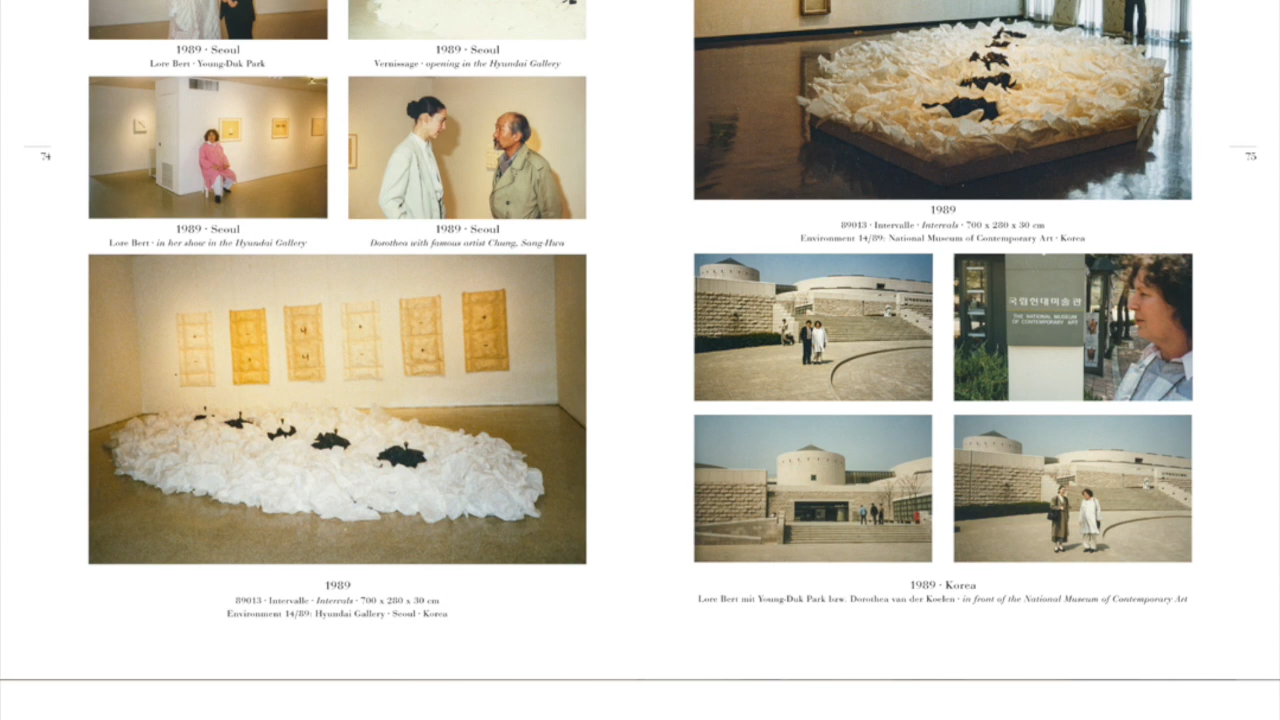 1989 · Seoul
Lore Bert · Young-Duk Park
1989 · Seoul
Vernissage · opening in the Hyundai Gallery
74
1989 · Seoul
Lore Bert · in her show in the Hyundai Gallery
1989 · Seoul
Dorothea with famous artist Chung, Sang-Hwa
1989
89013 · Intervalle · Intervals · 700 x 280 x 30 cm
Environment 14/89: Hyundai Gallery · Seoul · Korea
75
1989
89013 · Intervalle · Intervals · 700 x 280 x 30 cm
Environment 14/89: National Museum of Contemporary Art · Korea
국립현대미술관
THE NATIONAL MUSEUM
OF CONTEMPORARY ART
1989 · Korea
Lore Bert mit Young-Duk Park bzw. Dorothea van der Koelen · in front of the National Museum of Contemporary Art